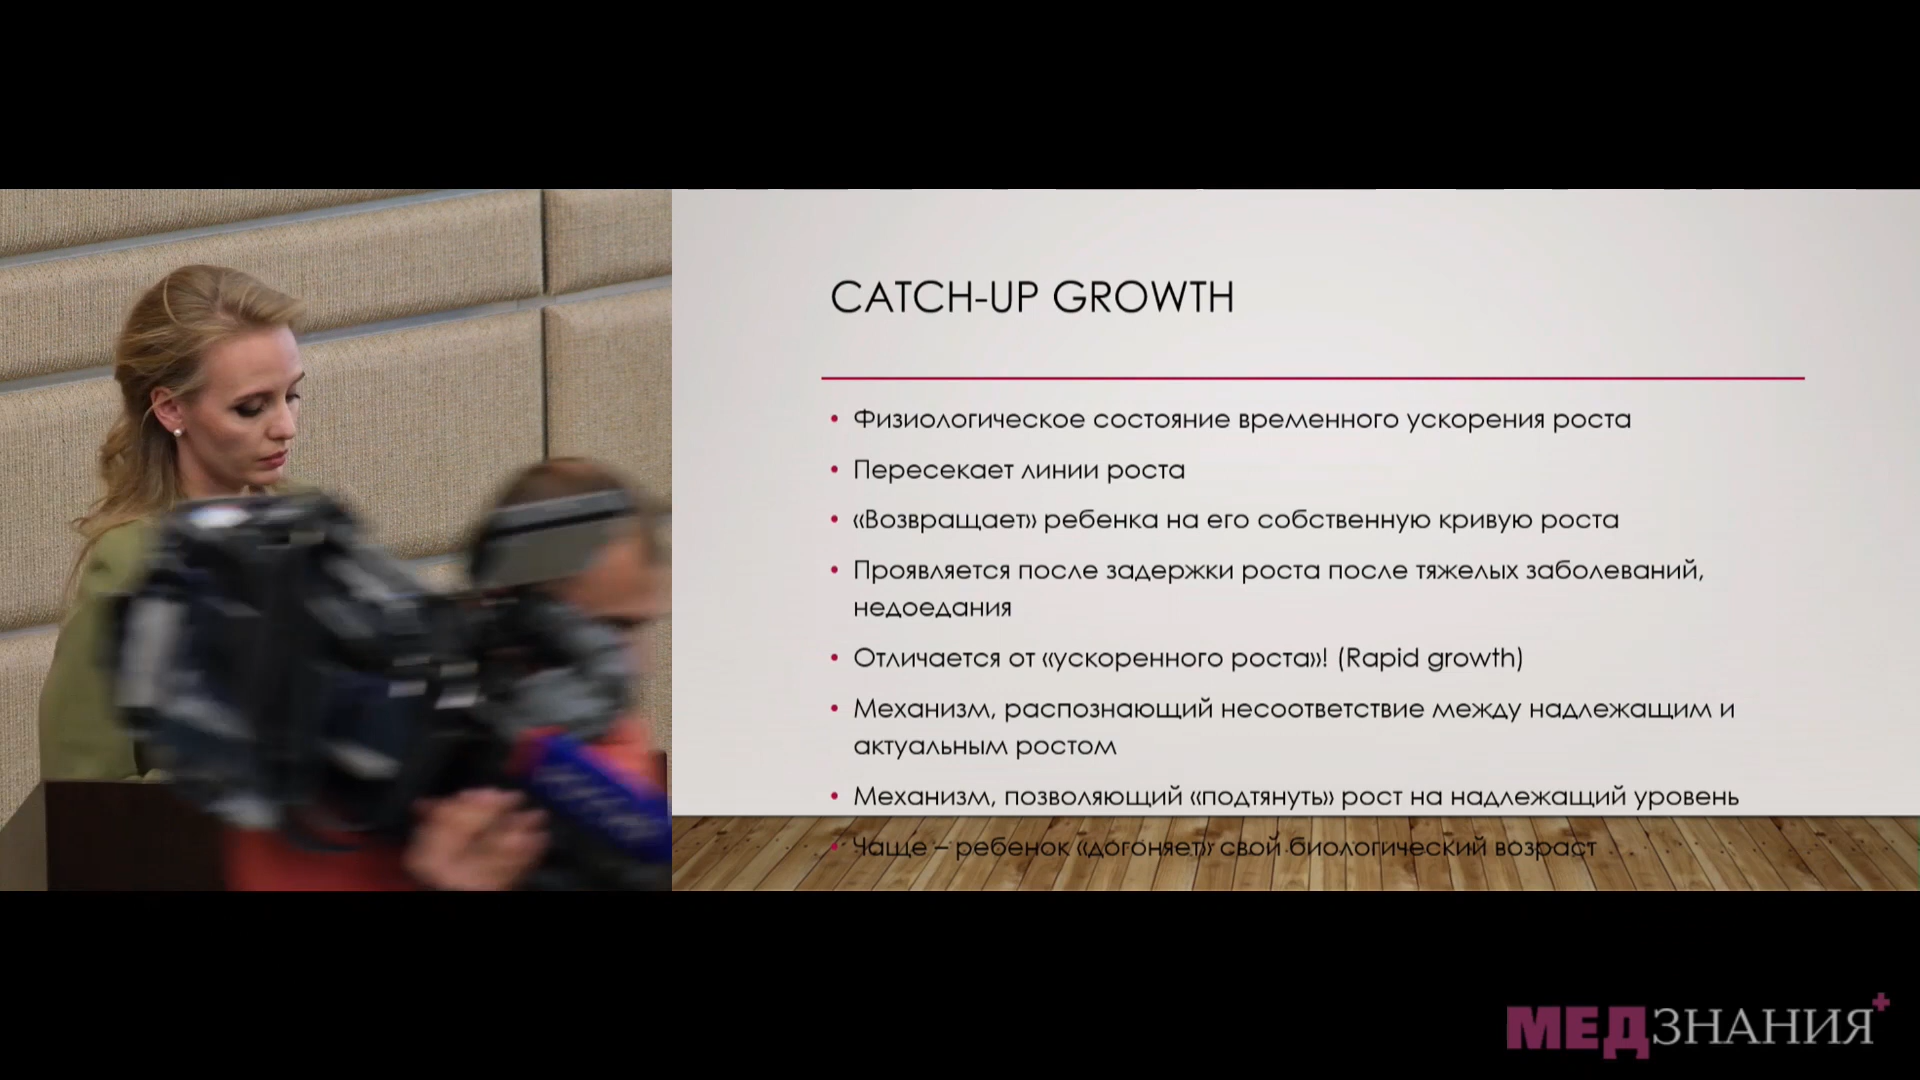 CATCH-UP GROWTH
• Физиологическое состояние временного ускорения роста
• Пересекает линии роста
• «Возвращает» ребенка на его собственную кривую роста
• Проявляется после задержки роста после тяжелых заболеваний,
недоедания
• Отличается от «ускоренного роста»! (Rapid growth)
• Механизм, распознающий несоответствие между надлежащим и
актуальным ростом
• Механизм, позволяющий «подтянуть» рост на надлежащий уровень
• Чаще – ребенок «догоняет» свой биологический возраст
МЕДЗНАНИЯ+